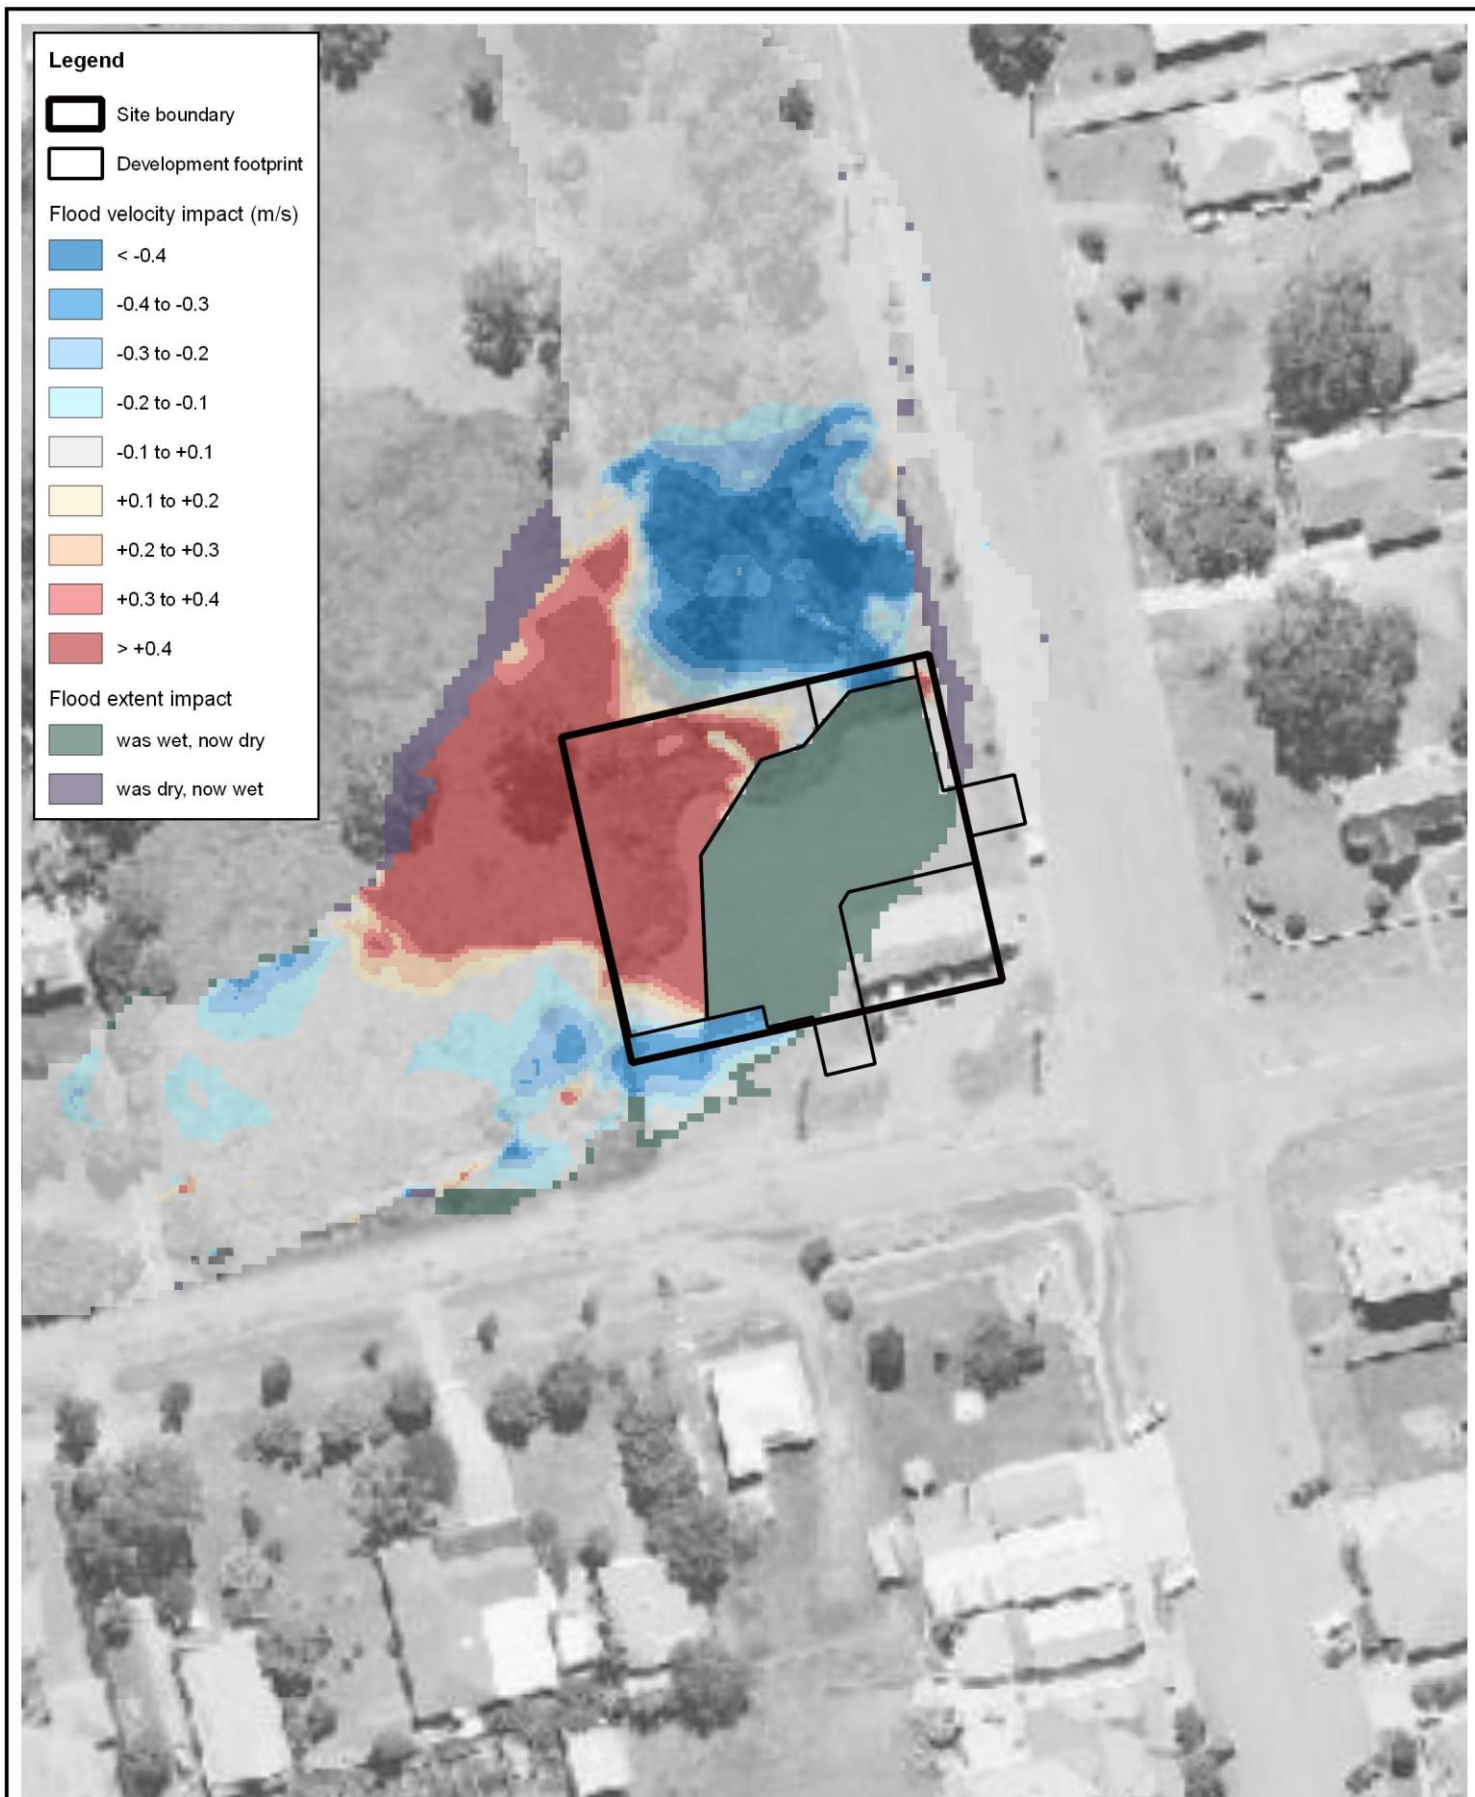 Legend
Site boundary
Development footprint
Flood velocity impact (m/s)
< -0.4
-0.4 to -0.3
-0.3 to -0.2
-0.2 to -0.1
-0.1 to +0.1
+0.1 to +0.2
+0.2 to +0.3
+0.3 to +0.4
> +0.4
Flood extent impact
was wet, now dry
was dry, now wet